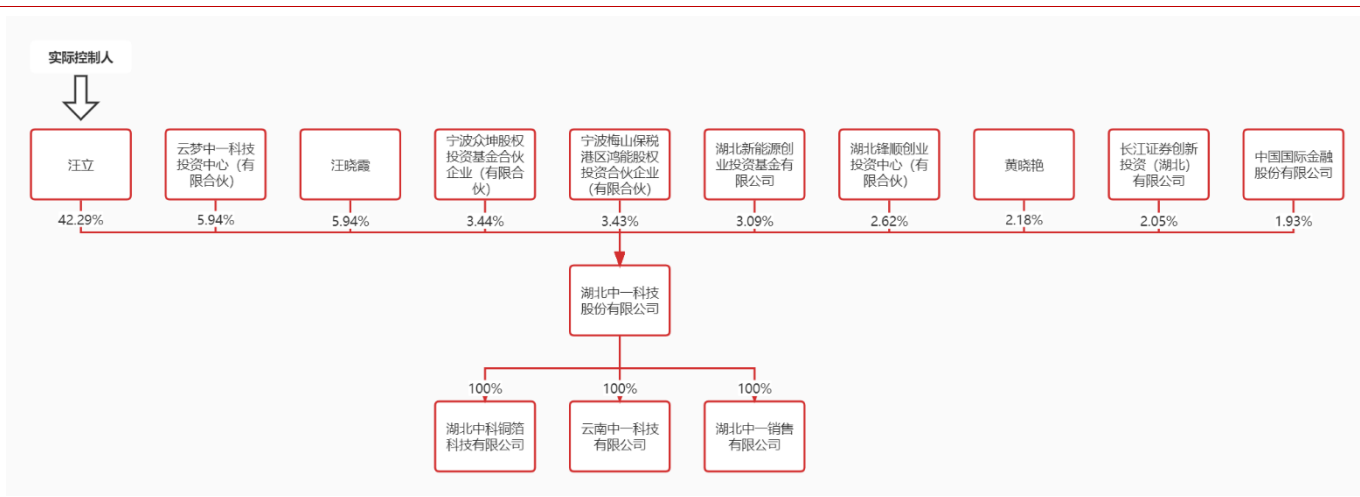 实际控制人
汪立
云梦中一科技
投资中心（有
限合伙）
汪晓霞
宁波众坤股权
投资基金合伙
企业（有限合
伙）
宁波梅山保税
港区鸿能股权
投资合伙企业
（有限合伙）
湖北新能源创
业投资基金有
限公司
湖北锋顺创业
投资中心（有
限合伙）
黄晓艳
长江证券创新
投资（湖北）
有限公司
中国国际金融
股份有限公司
42.29%
5.94%
5.94%
3.44%
3.43%
3.09%
2.62%
2.18%
2.05%
1.93%
湖北中一科技
股份有限公司
100%
100%
100%
湖北中科铜箔
科技有限公司
云南中一科技
有限公司
湖北中一销售
有限公司